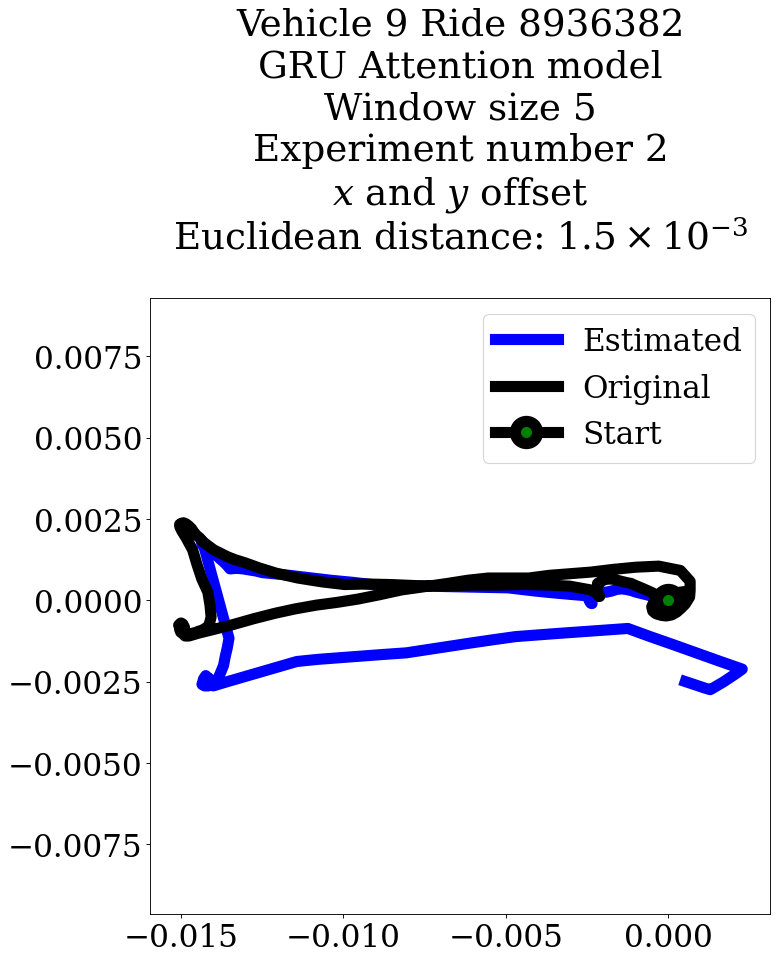 Vehicle 9 Ride 8936382
GRU Attention model
Window size 5
Experiment number 2
x and y offset
Euclidean distance: 1.5 × 10⁻³
Estimated
Original
Start
0.0075
0.0050
0.0025
0.0000
−0.0025
−0.0050
−0.0075
−0.015 −0.010 −0.005 0.000